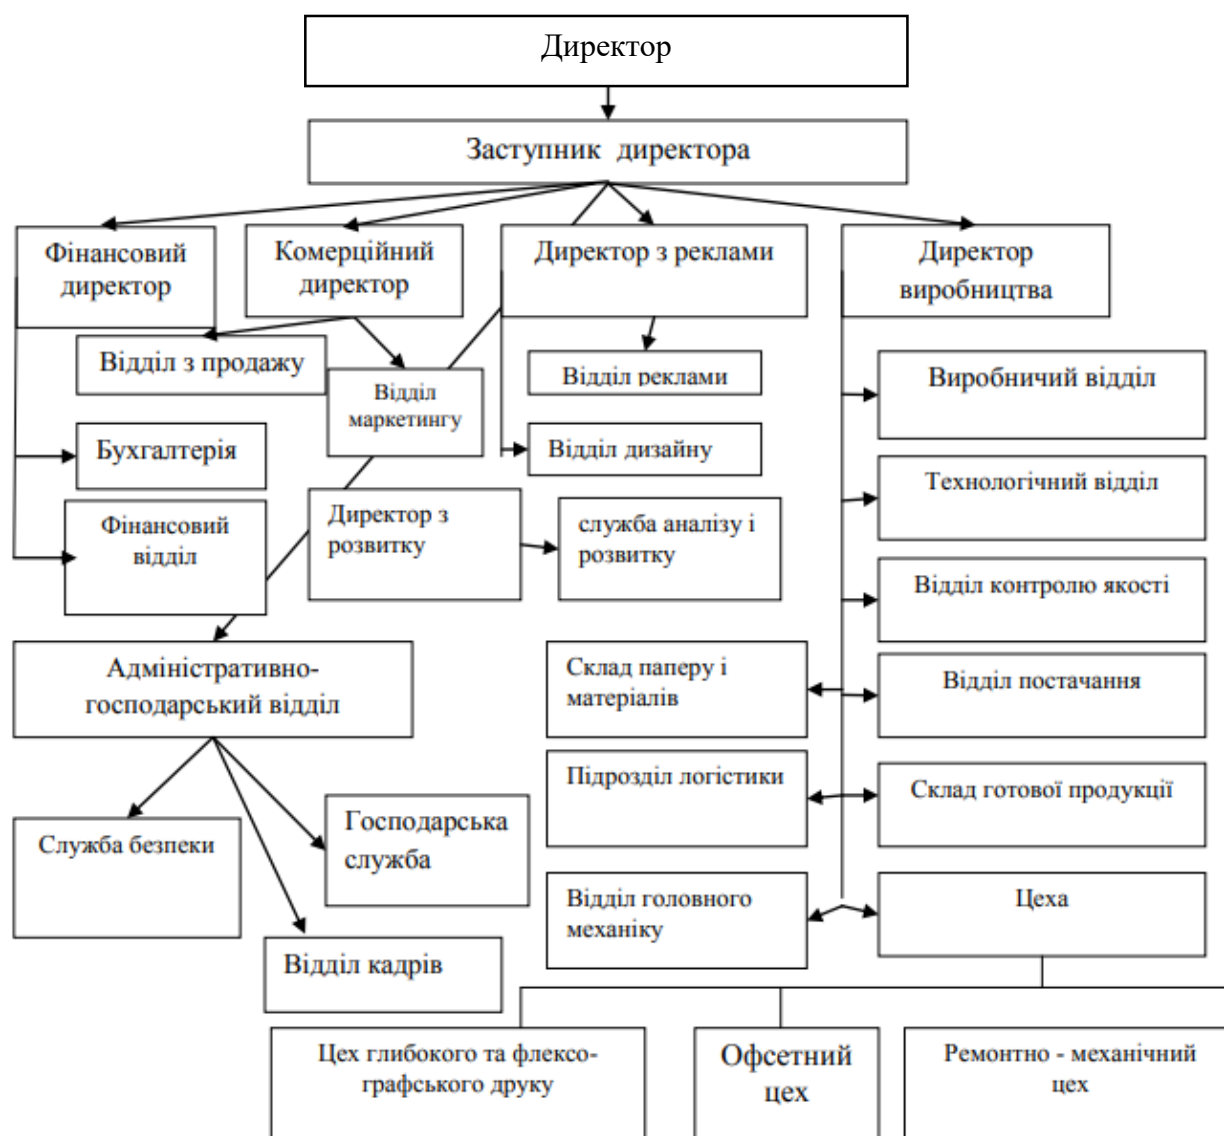 Директор
Заступник директора
Фінансовий
директор
Комерційний
директор
Директор з реклами
Директор
виробництва
Відділ з продажу
Відділ
маркетингу
Відділ реклами
Виробничий відділ
Бухгалтерія
Відділ дизайну
Технологічний відділ
Фінансовий
відділ
Директор з
розвитку
служба аналізу і
розвитку
Відділ контролю якості
Адміністративно-
господарський відділ
Склад паперу і
матеріалів
Відділ постачання
Підрозділ логістики
Склад готової продукції
Служба безпеки
Господарська
служба
Відділ головного
механіку
Цеха
Відділ кадрів
Цех глибокого та флексо-
графського друку
Офсетний
цех
Ремонтно - механічний
цех